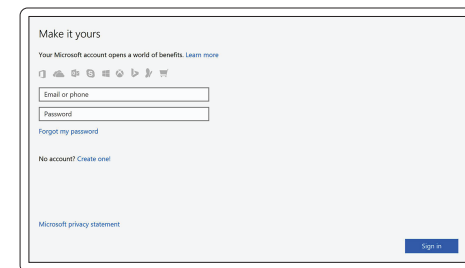 Make it yours
Your Microsoft account opens a world of benefits. Learn more
Email or phone
Password
Forgot my password
No account? Create one!
Microsoft privacy statement
Sign in